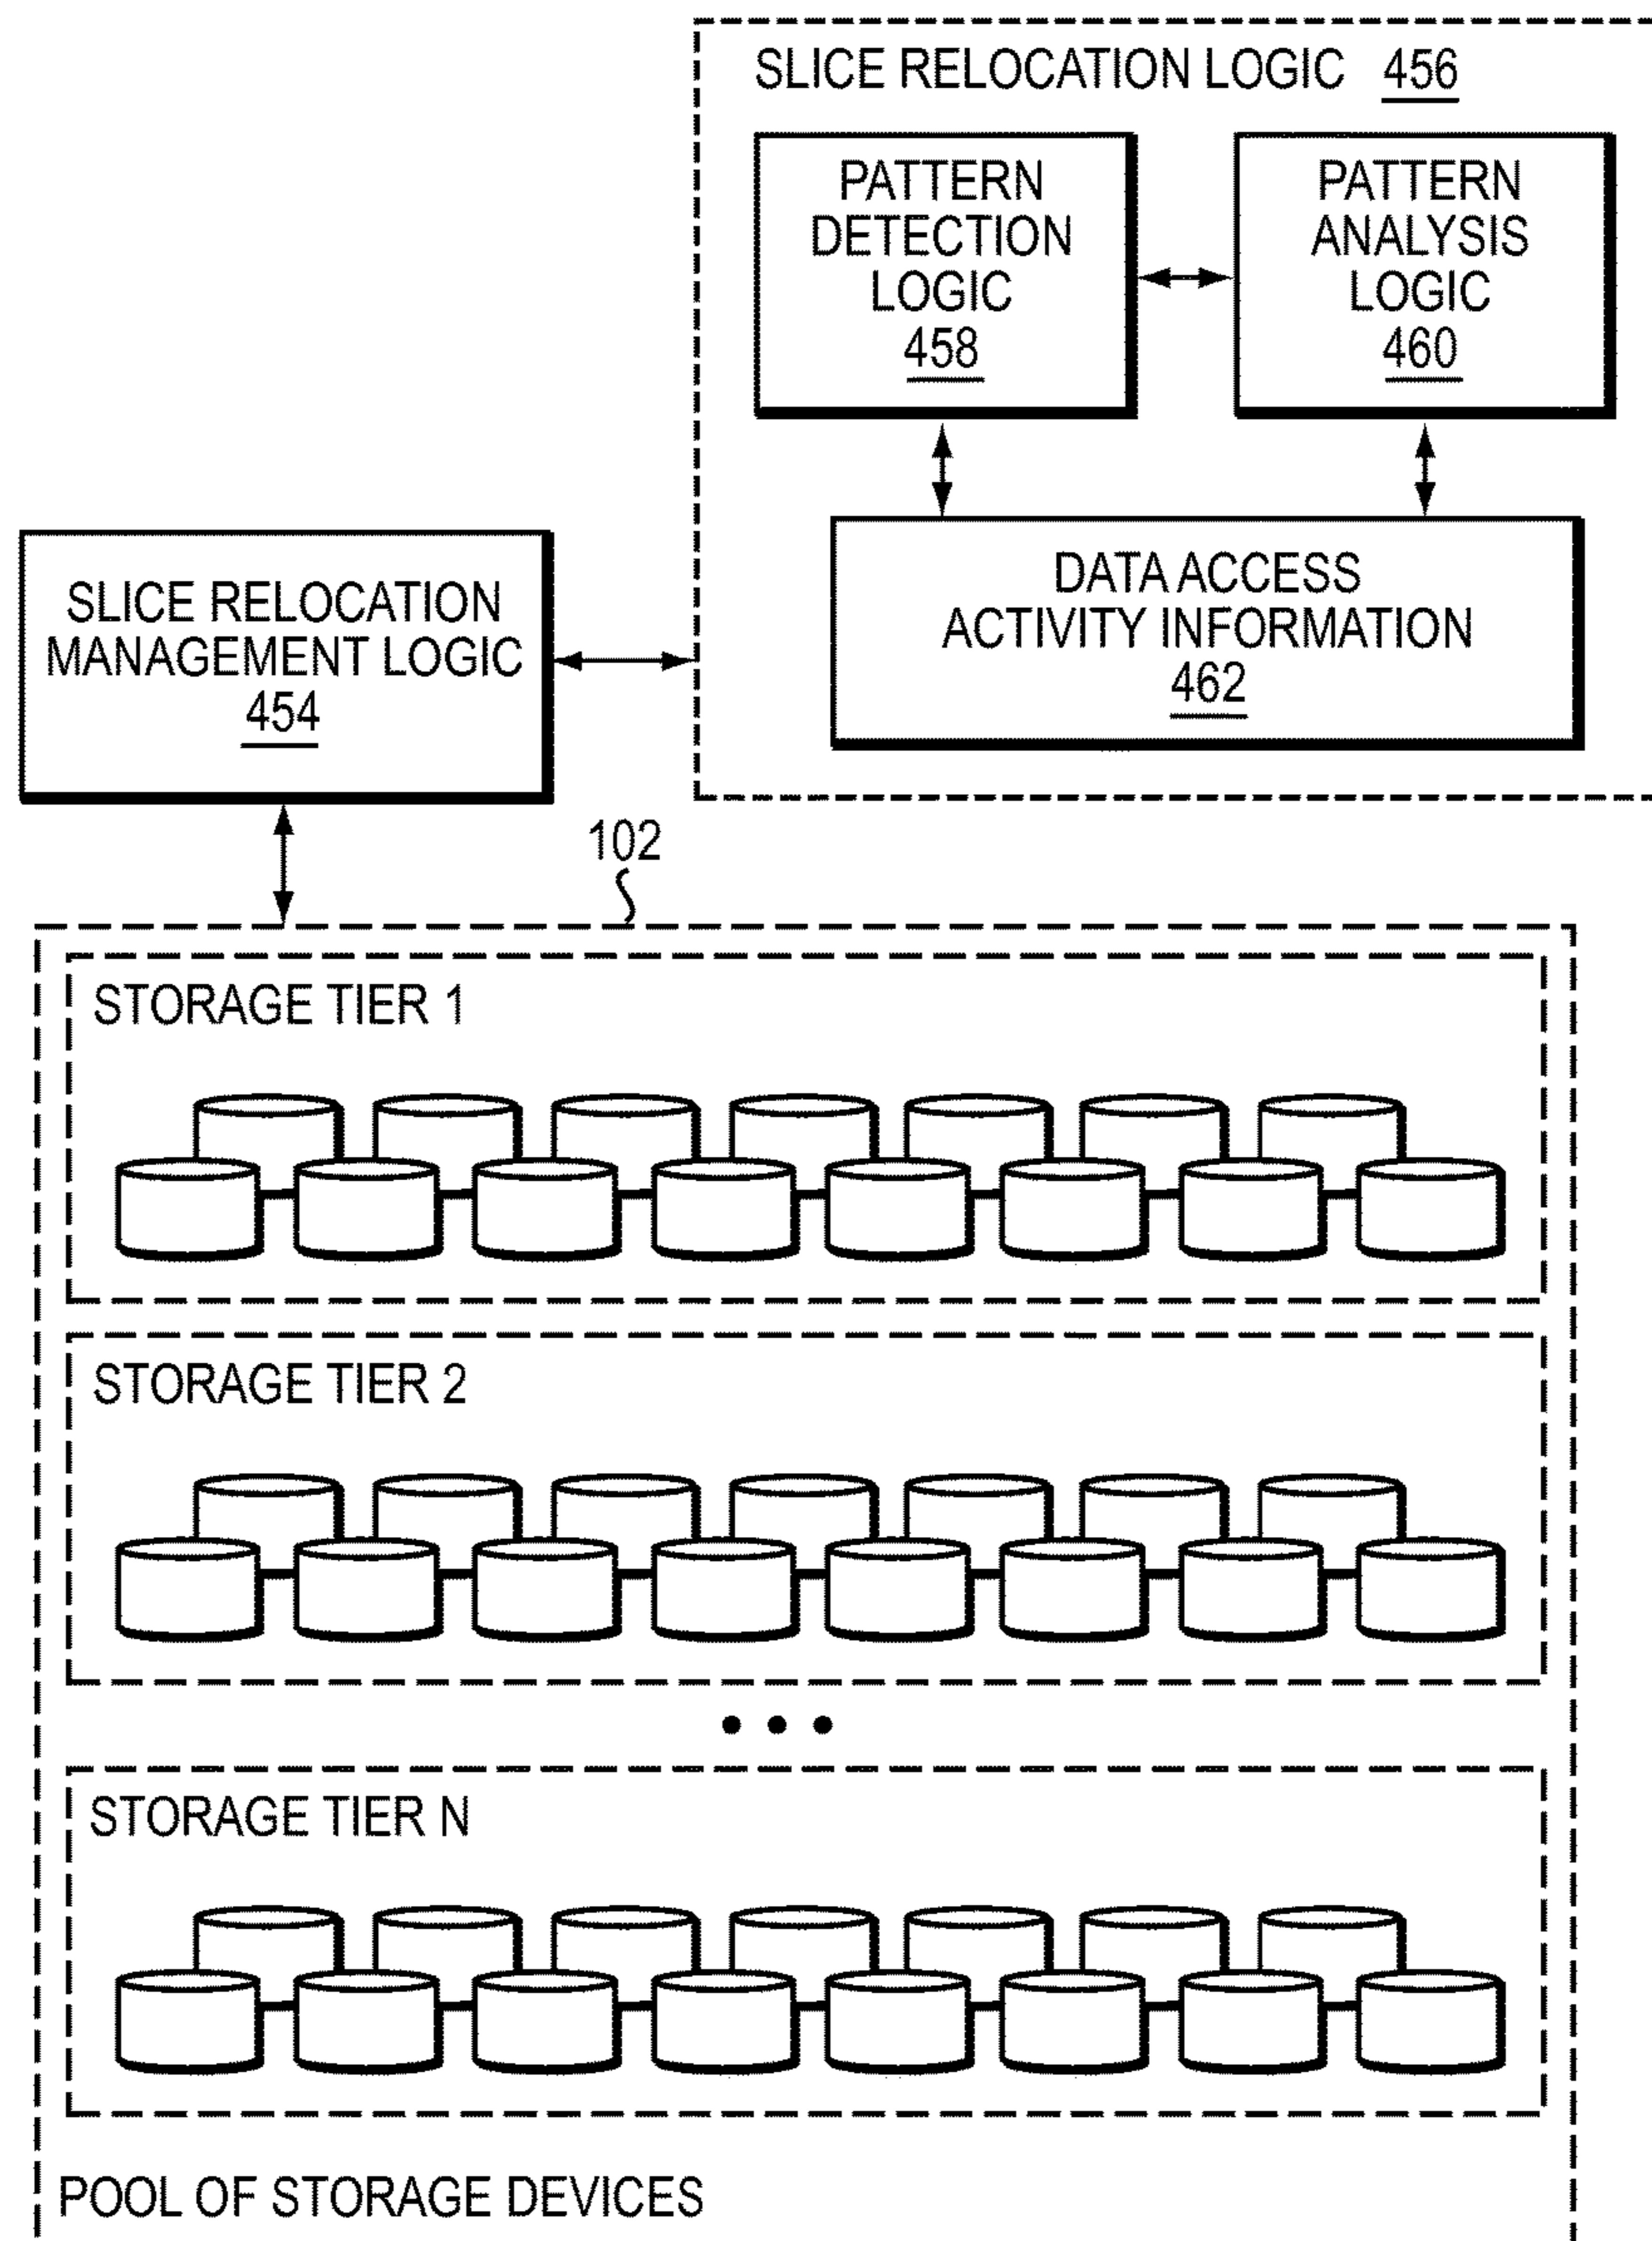 SLICE RELOCATION LOGIC 456
PATTERN
DETECTION
LOGIC
458
PATTERN
ANALYSIS
LOGIC
460
DATA ACCESS
ACTIVITY INFORMATION
462
SLICE RELOCATION
MANAGEMENT LOGIC
454
102
STORAGE TIER 1
STORAGE TIER 2
• • •
STORAGE TIER N
POOL OF STORAGE DEVICES